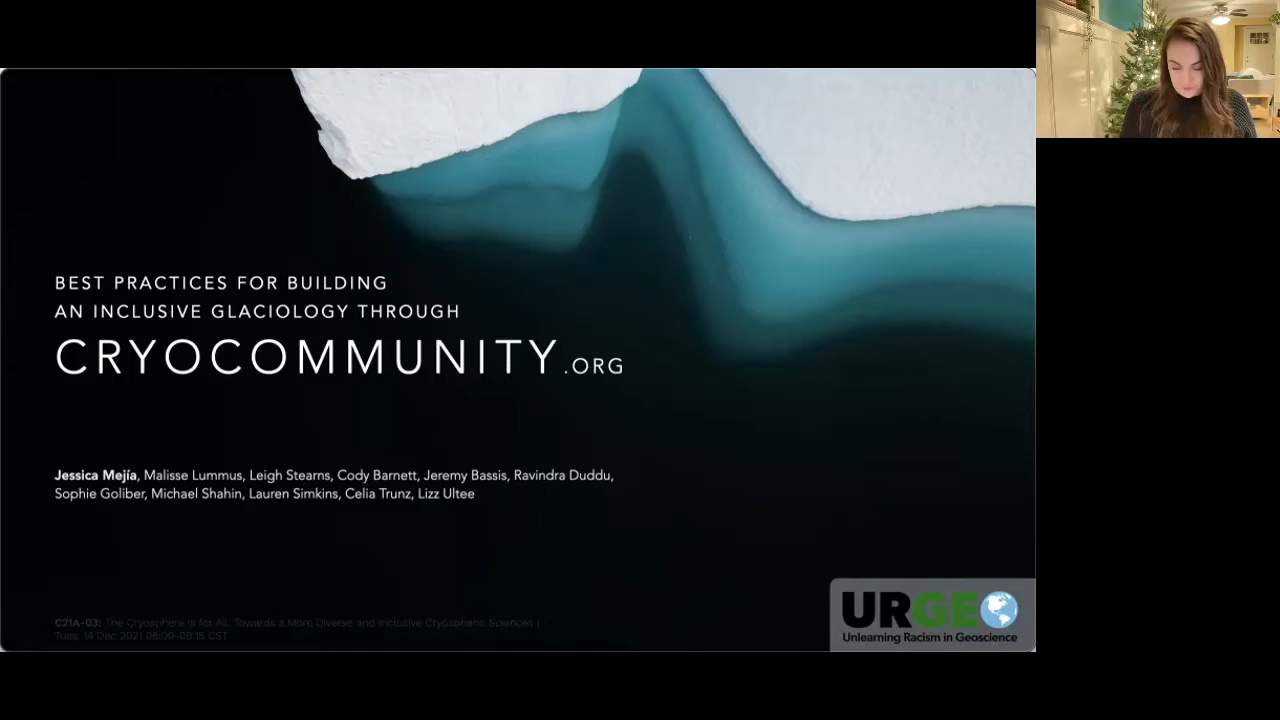 BEST PRACTICES FOR BUILDING
AN INCLUSIVE GLACIOLOGY THROUGH
CRYOCOMMUNITY.ORG
Jessica Mejía, Malisse Lummus, Leigh Stearns, Cody Barnett, Jeremy Bassis, Ravindra Duddu,
Sophie Goliber, Michael Shahin, Lauren Simkins, Celia Trunz, Lizz Ultee
C21A-03: The Cryosphere is for All: Towards a More Diverse and Inclusive Cryospheric Sciences I
Tues, 14 Dec 2021 08:00-09:15 CST
URGEO
Unlearning Racism in Geoscience